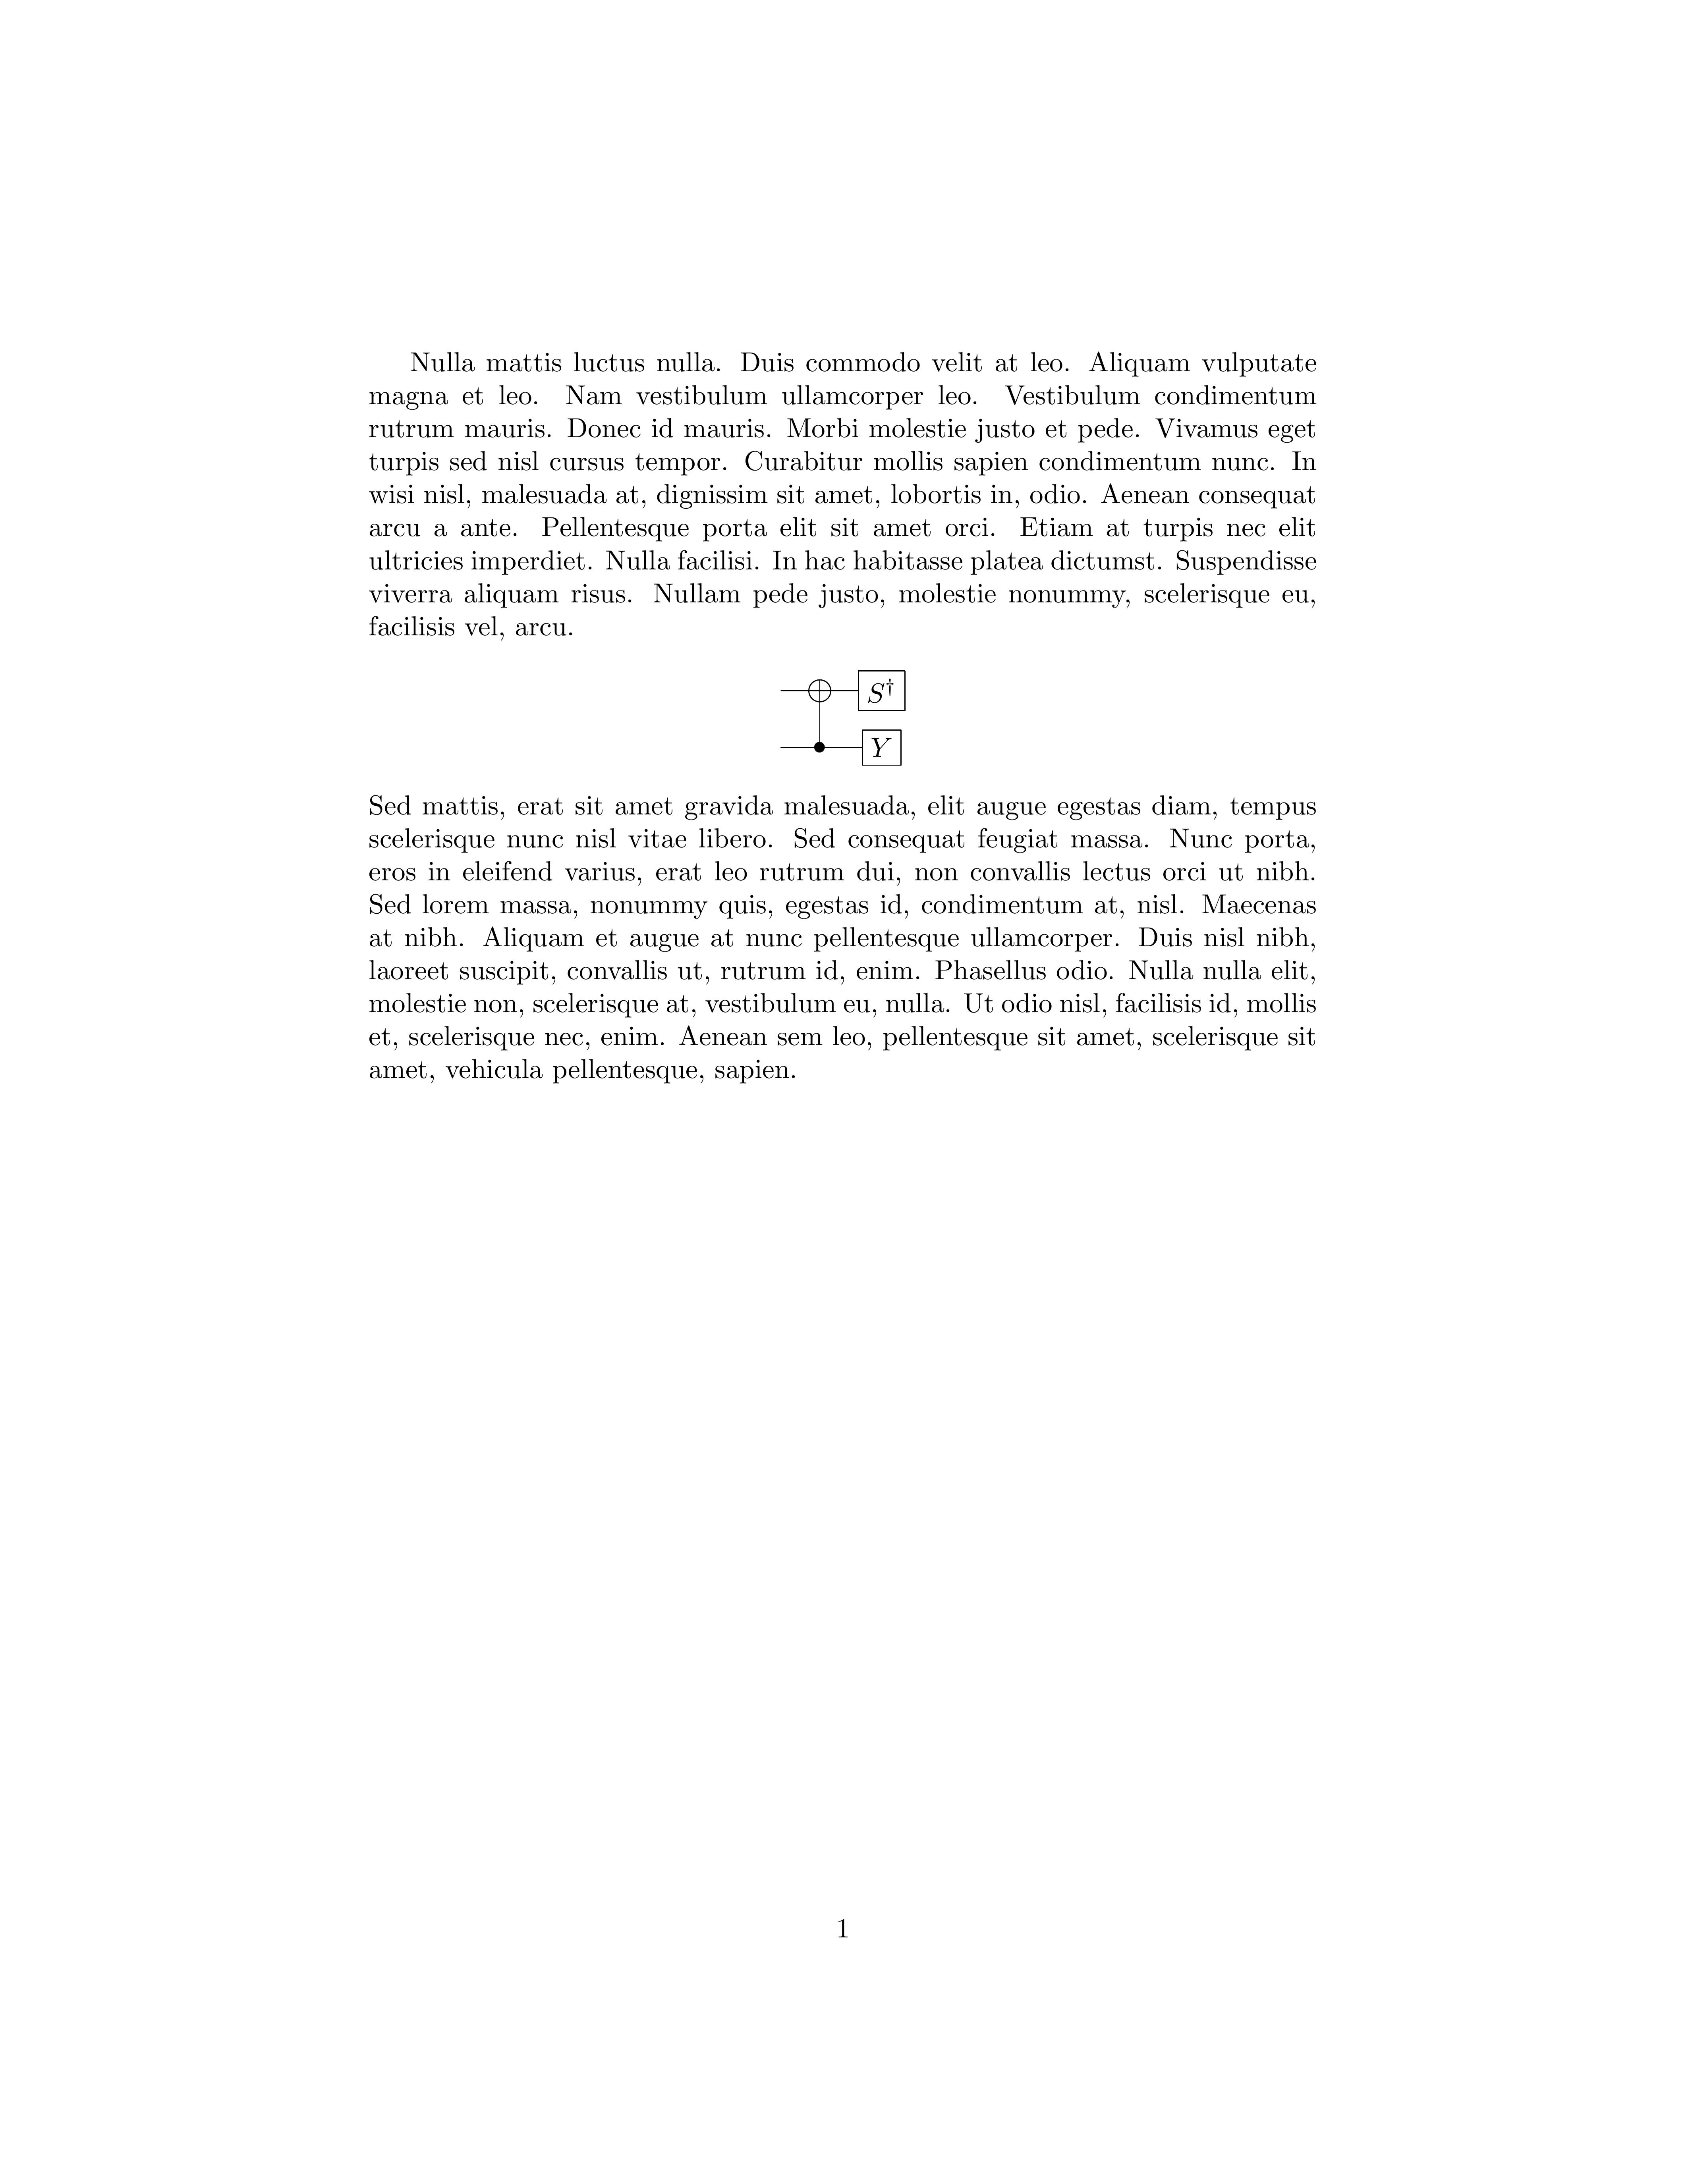 Nulla mattis luctus nulla. Duis commodo velit at leo. Aliquam vulputate
magna et leo. Nam vestibulum ullamcorper leo. Vestibulum condimentum
rutrum mauris. Donec id mauris. Morbi molestie justo et pede. Vivamus eget
turpis sed nisl cursus tempor. Curabitur mollis sapien condimentum nunc. In
wisi nisl, malesuada at, dignissim sit amet, lobortis in, odio. Aenean consequat
arcu a ante. Pellentesque porta elit sit amet orci. Etiam at turpis nec elit
ultricies imperdiet. Nulla facilisi. In hac habitasse platea dictumst. Suspendisse
viverra aliquam risus. Nullam pede justo, molestie nonummy, scelerisque eu,
facilisis vel, arcu.
S†
Y
Sed mattis, erat sit amet gravida malesuada, elit augue egestas diam, tempus
scelerisque nunc nisl vitae libero. Sed consequat feugiat massa. Nunc porta,
eros in eleifend varius, erat leo rutrum dui, non convallis lectus orci ut nibh.
Sed lorem massa, nonummy quis, egestas id, condimentum at, nisl. Maecenas
at nibh. Aliquam et augue at nunc pellentesque ullamcorper. Duis nisl nibh,
laoreet suscipit, convallis ut, rutrum id, enim. Phasellus odio. Nulla nulla elit,
molestie non, scelerisque at, vestibulum eu, nulla. Ut odio nisl, facilisis id, mollis
et, scelerisque nec, enim. Aenean sem leo, pellentesque sit amet, scelerisque sit
amet, vehicula pellentesque, sapien.
1